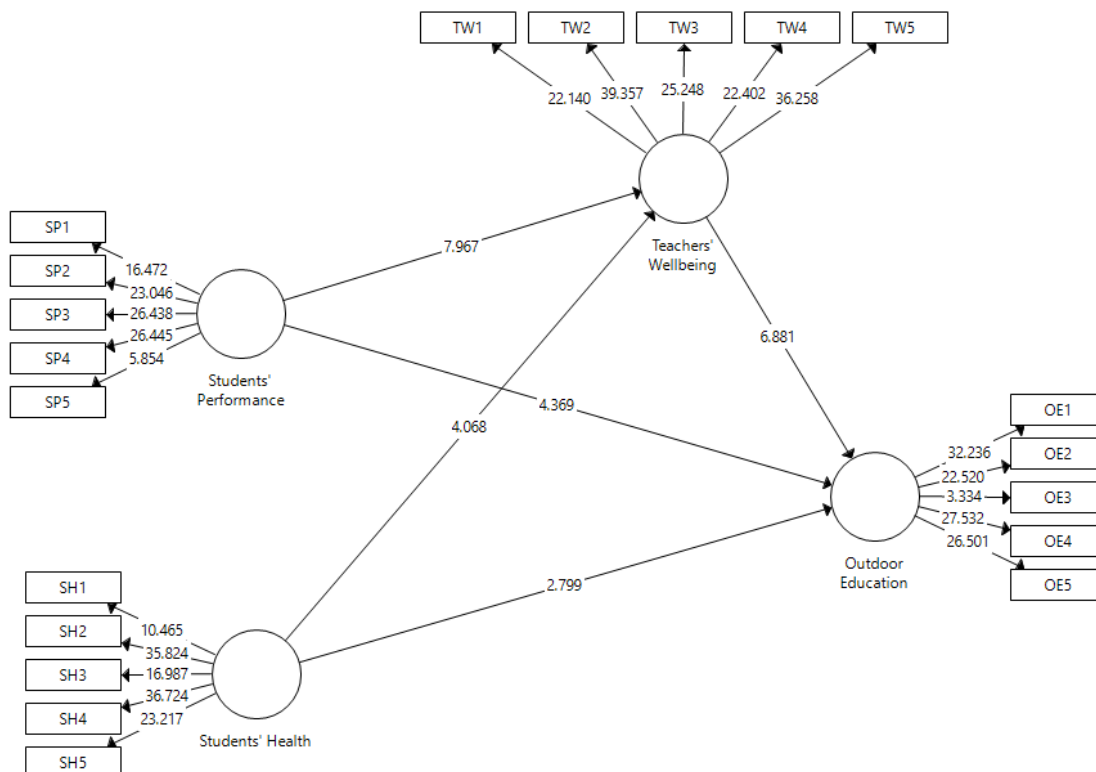 TW1 TW2 TW3 TW4 TW5
22.140 39.357 25.248 22.402 36.258
Teachers'
Wellbeing
SP1
SP2
SP3
SP4
SP5
16.472
23.046
26.438
26.445
5.854
Students'
Performance
7.967
4.369
4.068
6.881
2.799
OE1
OE2
OE3
OE4
OE5
32.236
22.520
3.334
27.532
26.501
Outdoor
Education
SH1
SH2
SH3
SH4
SH5
10.465
35.824
16.987
36.724
23.217
Students' Health